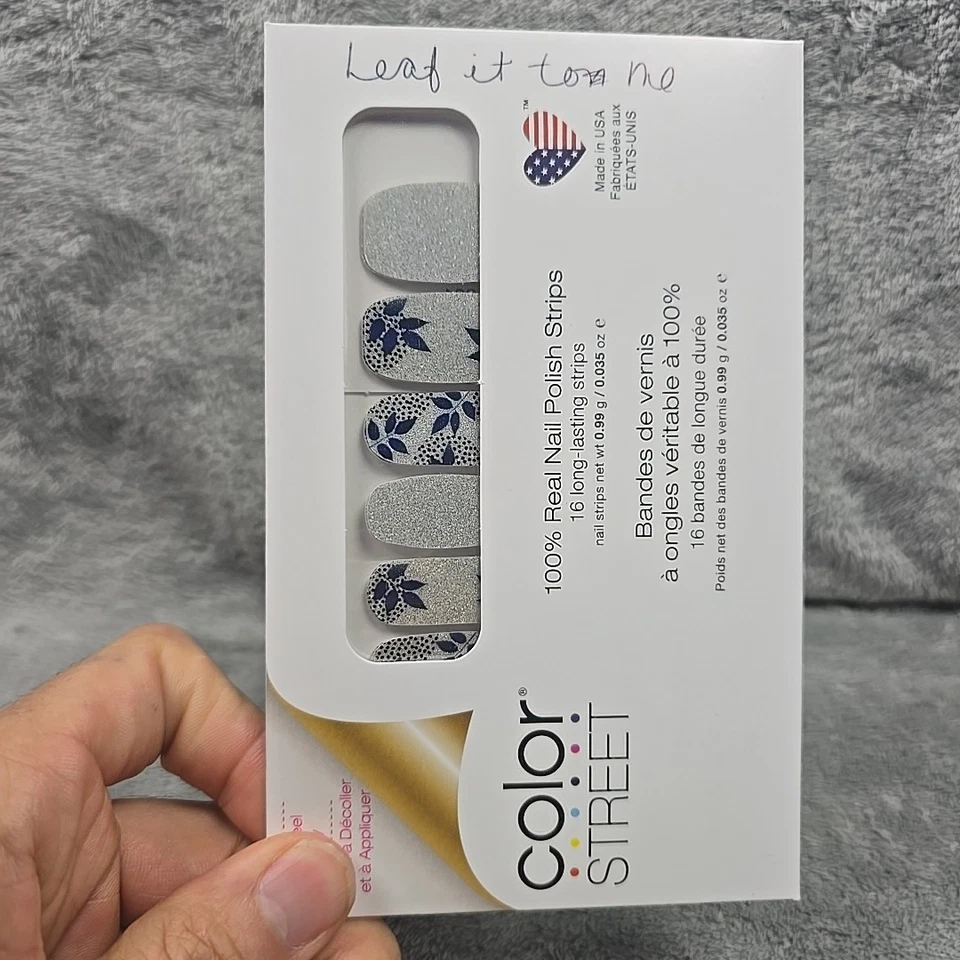 Leaf it to me
Made in USA
Fabriquées aux
ÉTATS-UNIS
™
100% Real Nail Polish Strips
16 long-lasting strips
nail strips net wt 0.99 g / 0.035 oz ℮
Bandes de vernis
à ongles véritable à 100%
16 bandes de longue durée
Poids net des bandes de vernis 0.99 g / 0.035 oz ℮
color®
STREET
à Décoller
et à Appliquer